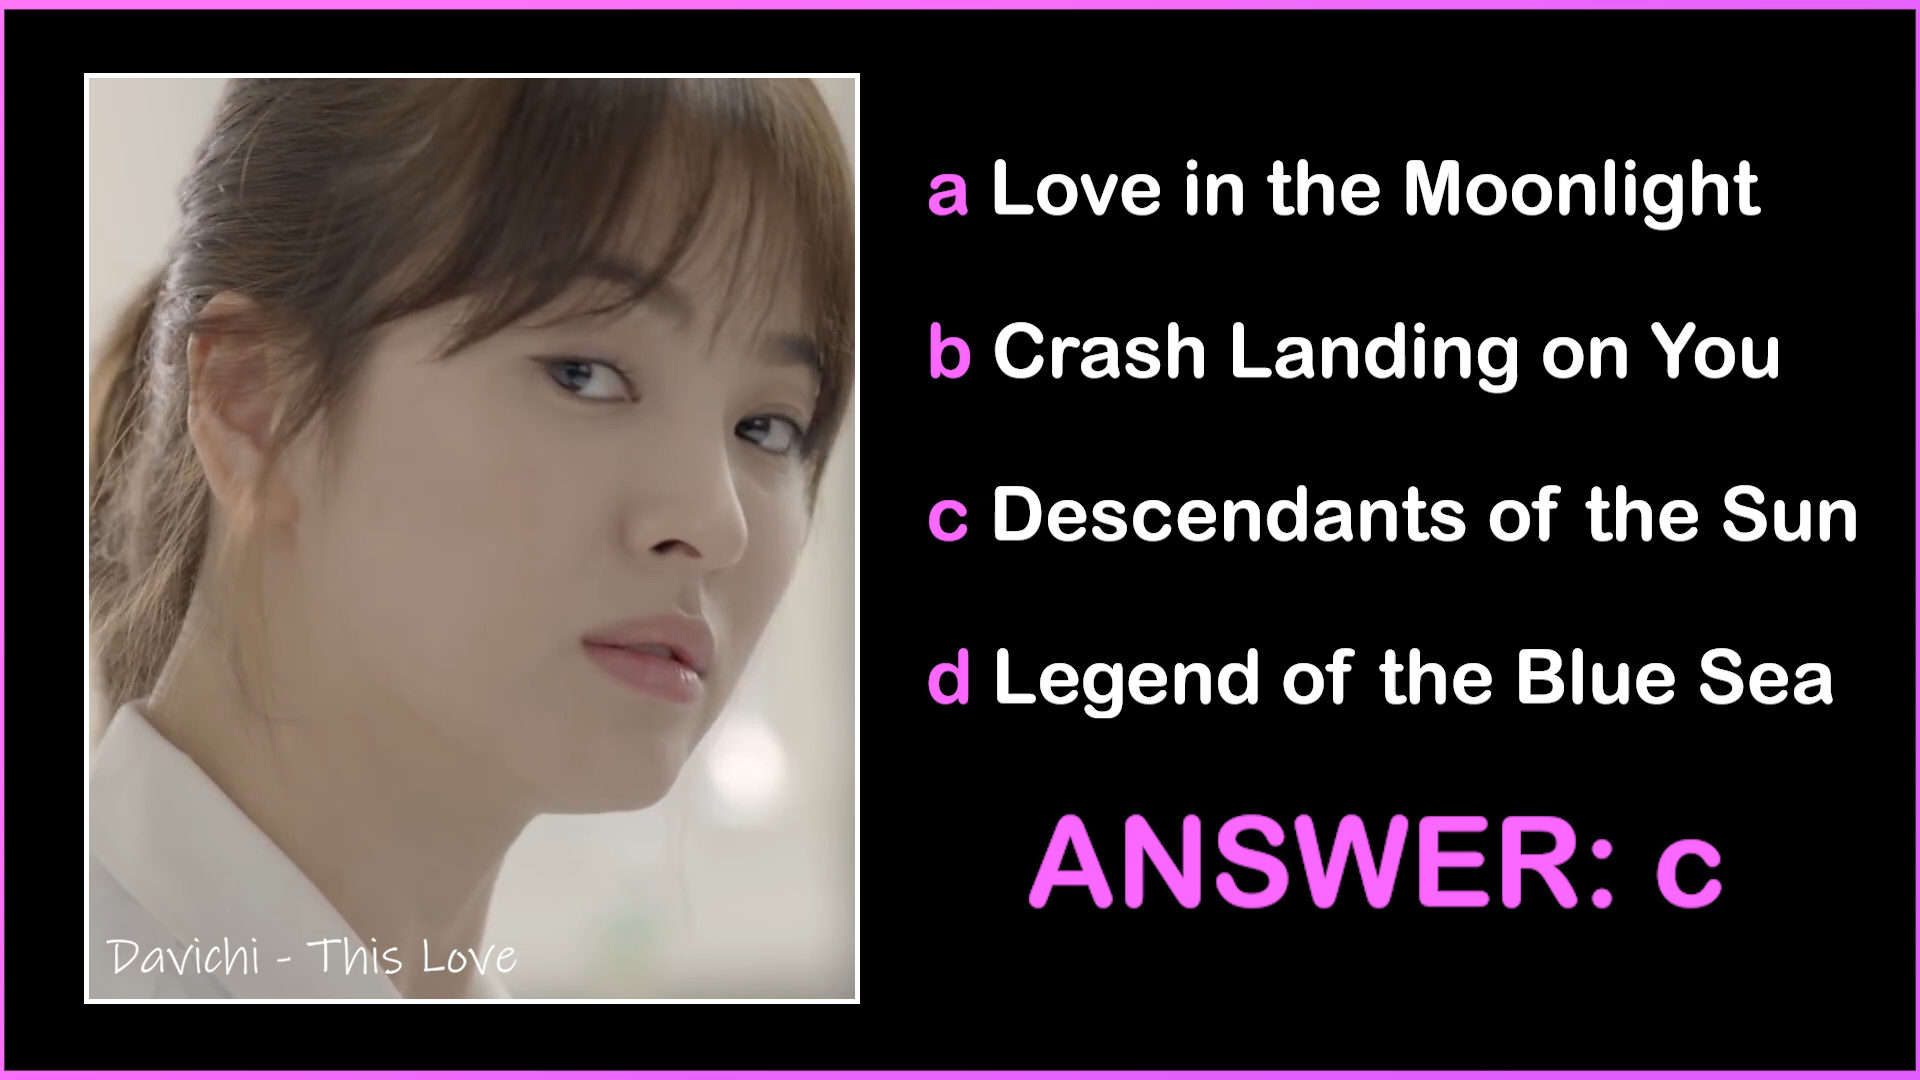 a Love in the Moonlight
b Crash Landing on You
c Descendants of the Sun
d Legend of the Blue Sea
ANSWER: c
Davichi - This Love